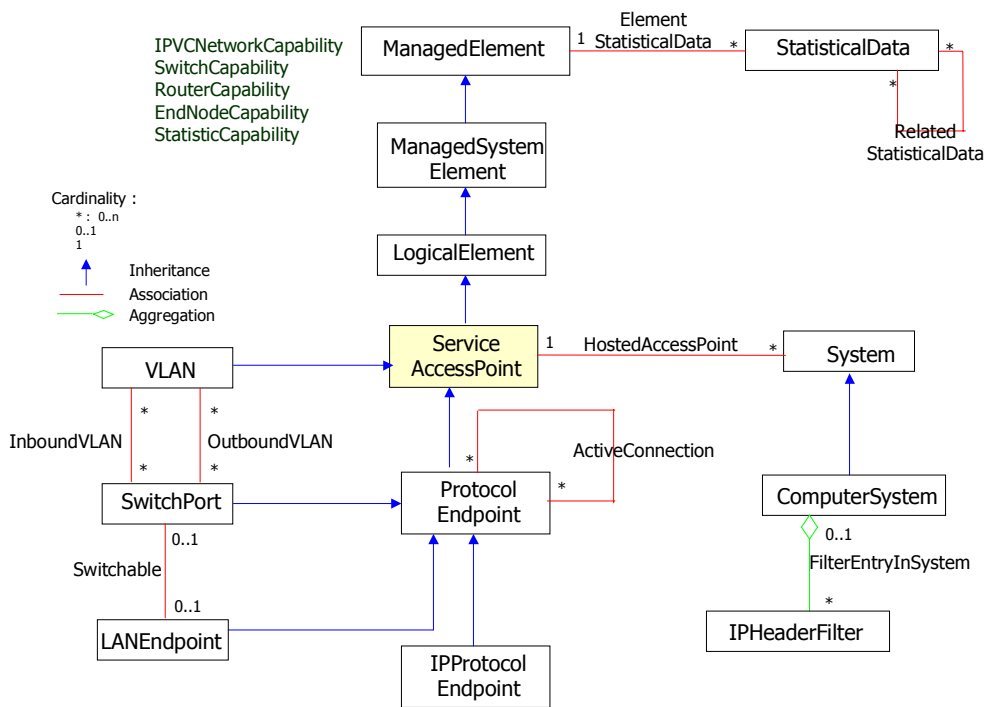 IPVCNetworkCapability
SwitchCapability
RouterCapability
EndNodeCapability
StatisticCapability
ManagedElement
1
Element
StatisticalData
*
StatisticalData
*
*
Related
StatisticalData
ManagedSystem
Element
Cardinality :
* : 0..n
0..1
1
Inheritance
Association
Aggregation
LogicalElement
Service
AccessPoint
1
HostedAccessPoint
*
System
VLAN
*
*
InboundVLAN
OutboundVLAN
*
*
SwitchPort
*
ActiveConnection
*
Protocol
Endpoint
ComputerSystem
0..1
FilterEntryInSystem
*
IPHeaderFilter
0..1
Switchable
0..1
LANEndpoint
IPProtocol
Endpoint